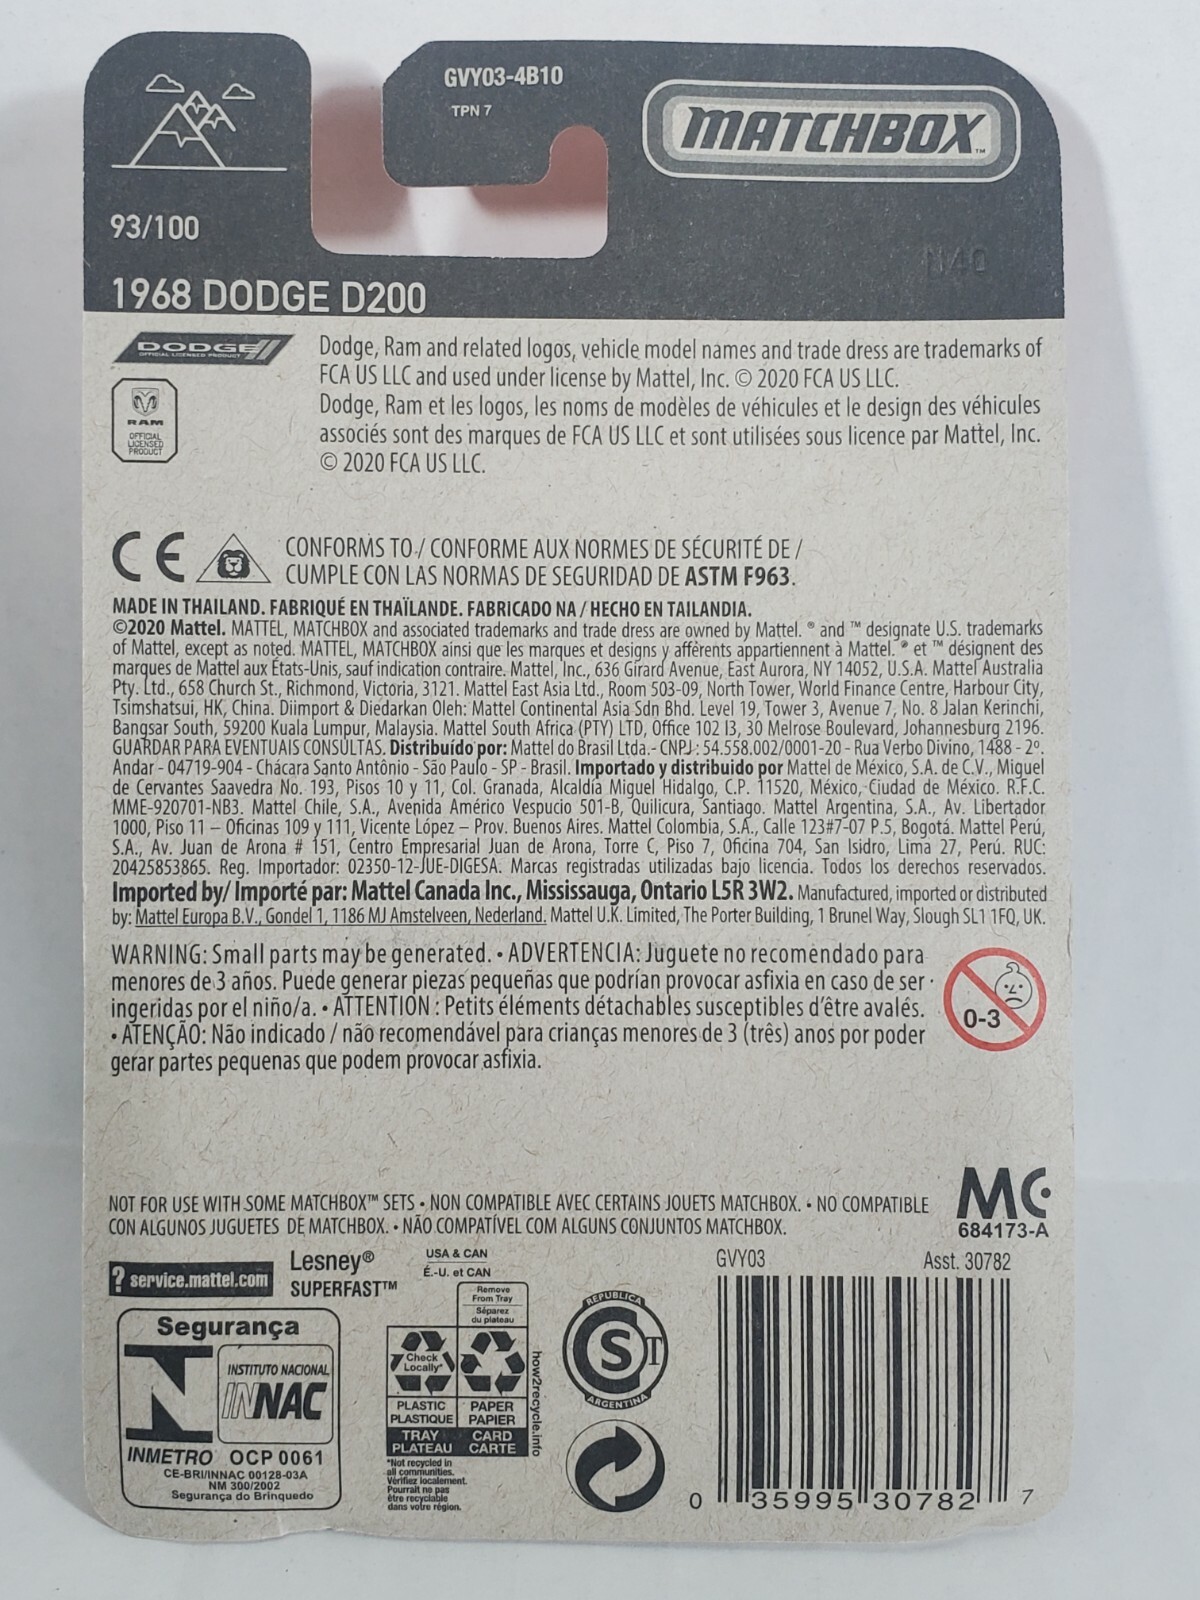 GVY03-4B10
TPN 7
MATCHBOX™
93/100
1968 DODGE D200
DODGE
OFFICIAL LICENSED PRODUCT
RAM
OFFICIAL
LICENSED
PRODUCT
Dodge, Ram and related logos, vehicle model names and trade dress are trademarks of
FCA US LLC and used under license by Mattel, Inc. © 2020 FCA US LLC.
Dodge, Ram et les logos, les noms de modèles de véhicules et le design des véhicules
associés sont des marques de FCA US LLC et sont utilisées sous licence par Mattel, Inc.
© 2020 FCA US LLC.
CE
CONFORMS TO / CONFORME AUX NORMES DE SÉCURITÉ DE /
CUMPLE CON LAS NORMAS DE SEGURIDAD DE ASTM F963.
MADE IN THAILAND. FABRIQUÉ EN THAÏLANDE. FABRICADO NA / HECHO EN TAILANDIA.
©2020 Mattel. MATTEL, MATCHBOX and associated trademarks and trade dress are owned by Mattel. ® and ™ designate U.S. trademarks
of Mattel, except as noted. MATTEL, MATCHBOX ainsi que les marques et designs y afférents appartiennent à Mattel. ® et ™ désignent des
marques de Mattel aux États-Unis, sauf indication contraire. Mattel, Inc., 636 Girard Avenue, East Aurora, NY 14052, U.S.A. Mattel Australia
Pty. Ltd., 658 Church St., Richmond, Victoria, 3121. Mattel East Asia Ltd., Room 503-09, North Tower, World Finance Centre, Harbour City,
Tsimshatsui, HK, China. Diimport & Diedarkan Oleh: Mattel Continental Asia Sdn Bhd. Level 19, Tower 3, Avenue 7, No. 8 Jalan Kerinchi,
Bangsar South, 59200 Kuala Lumpur, Malaysia. Mattel South Africa (PTY) LTD, Office 102 I3, 30 Melrose Boulevard, Johannesburg 2196.
GUARDAR PARA EVENTUAIS CONSULTAS. Distribuído por: Mattel do Brasil Ltda.- CNPJ : 54.558.002/0001-20 - Rua Verbo Divino, 1488 - 2º.
Andar - 04719-904 - Chácara Santo Antônio - São Paulo - SP - Brasil. Importado y distribuido por Mattel de México, S.A. de C.V., Miguel
de Cervantes Saavedra No. 193, Pisos 10 y 11, Col. Granada, Alcaldía Miguel Hidalgo, C.P. 11520, México, Ciudad de México. R.F.C.
MME-920701-NB3. Mattel Chile, S.A., Avenida Américo Vespucio 501-B, Quilicura, Santiago. Mattel Argentina, S.A., Av. Libertador
1000, Piso 11 – Oficinas 109 y 111, Vicente López – Prov. Buenos Aires. Mattel Colombia, S.A., Calle 123#7-07 P.5, Bogotá. Mattel Perú,
S.A., Av. Juan de Arona # 151, Centro Empresarial Juan de Arona, Torre C, Piso 7, Oficina 704, San Isidro, Lima 27, Perú. RUC:
20425853865. Reg. Importador: 02350-12-JUE-DIGESA. Marcas registradas utilizadas bajo licencia. Todos los derechos reservados.
Imported by/ Importé par: Mattel Canada Inc., Mississauga, Ontario L5R 3W2. Manufactured, imported or distributed
by: Mattel Europa B.V., Gondel 1, 1186 MJ Amstelveen, Nederland. Mattel U.K. Limited, The Porter Building, 1 Brunel Way, Slough SL1 1FQ, UK.
WARNING: Small parts may be generated. • ADVERTENCIA: Juguete no recomendado para
menores de 3 años. Puede generar piezas pequeñas que podrían provocar asfixia en caso de ser
ingeridas por el niño/a. • ATTENTION : Petits éléments détachables susceptibles d'être avalés.
• ATENÇÃO: Não indicado / não recomendável para crianças menores de 3 (três) anos por poder
gerar partes pequenas que podem provocar asfixia.
0-3
NOT FOR USE WITH SOME MATCHBOX™ SETS • NON COMPATIBLE AVEC CERTAINS JOUETS MATCHBOX. • NO COMPATIBLE
CON ALGUNOS JUGUETES DE MATCHBOX. • NÃO COMPATÍVEL COM ALGUNS CONJUNTOS MATCHBOX.
MC
684173-A
? service.mattel.com
Lesney®
SUPERFAST™
USA & CAN
É.-U. et CAN
Remove
From Tray
Séparez
du plateau
Check
Locally*
PLASTIC
PLASTIQUE
TRAY
PLATEAU
PAPER
PAPIER
CARD
CARTE
how2recycle.info
*Not recycled in
all communities.
Vérifiez localement.
Pourrait ne pas
être recyclable
dans votre région.
Segurança
INSTITUTO NACIONAL
INNAC
INMETRO OCP 0061
CE-BRI/INNAC 00128-03A
NM 300/2002
Segurança do Brinquedo
REPUBLICA
S T
ARGENTINA
GVY03
Asst. 30782
0 35995 30782 7